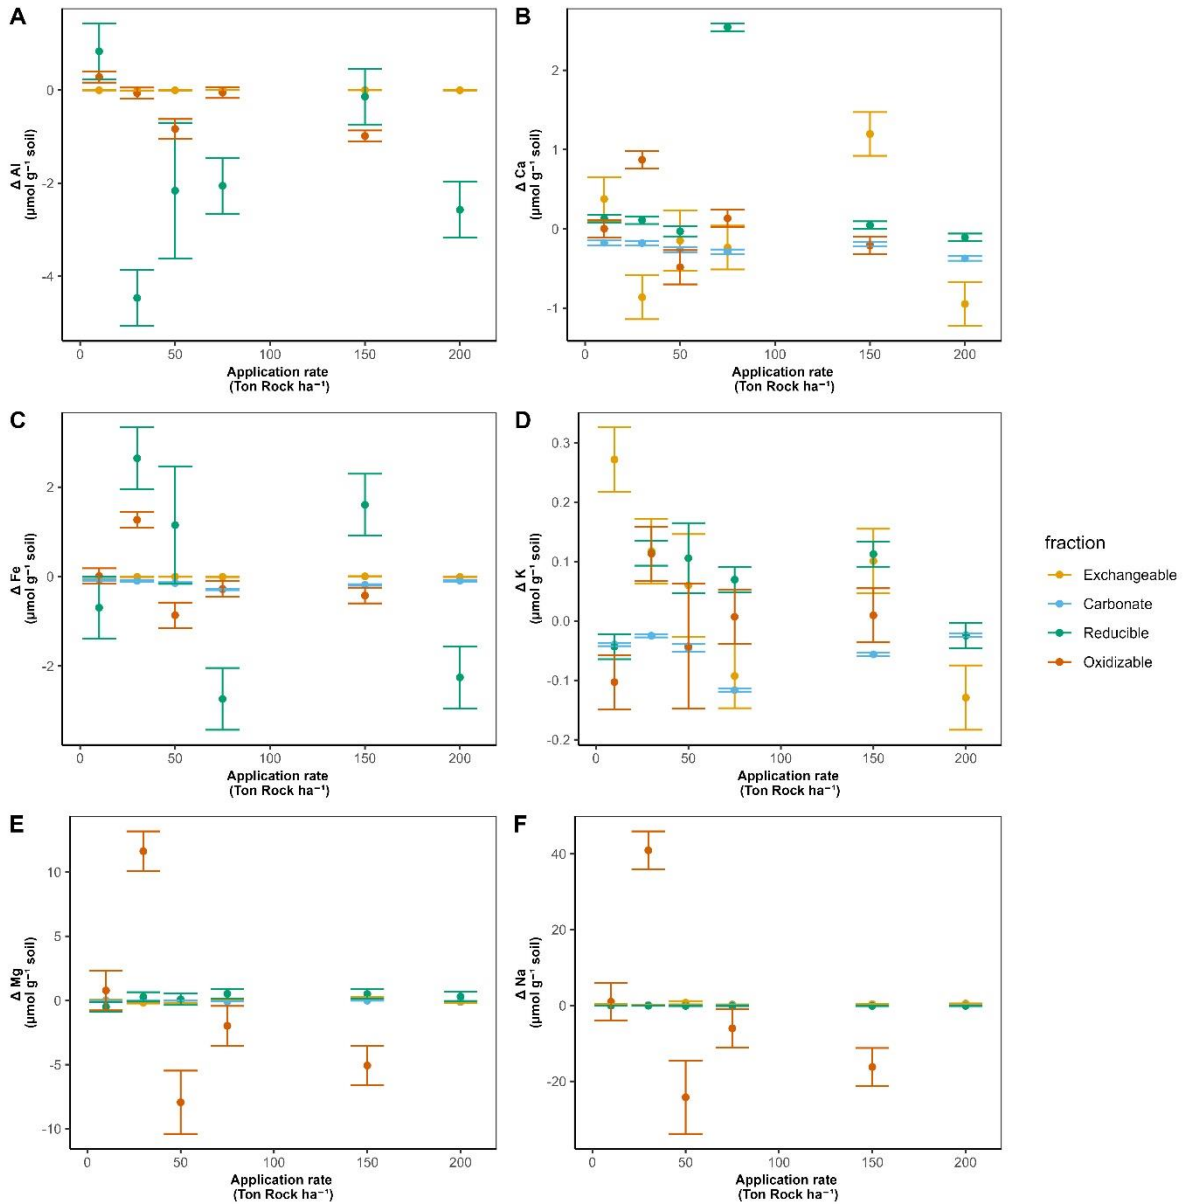 A
Δ Al
(µmol g⁻¹ soil)
0
-2
-4
0
50
100
150
200
Application rate
(Ton Rock ha⁻¹)
B
Δ Ca
(µmol g⁻¹ soil)
2
1
0
-1
0
50
100
150
200
Application rate
(Ton Rock ha⁻¹)
C
Δ Fe
(µmol g⁻¹ soil)
2
0
-2
0
50
100
150
200
Application rate
(Ton Rock ha⁻¹)
D
Δ K
(µmol g⁻¹ soil)
0.3
0.2
0.1
0.0
-0.1
-0.2
0
50
100
150
200
Application rate
(Ton Rock ha⁻¹)
fraction
Exchangeable
Carbonate
Reducible
Oxidizable
E
Δ Mg
(µmol g⁻¹ soil)
10
5
0
-5
-10
0
50
100
150
200
Application rate
(Ton Rock ha⁻¹)
F
Δ Na
(µmol g⁻¹ soil)
40
20
0
-20
0
50
100
150
200
Application rate
(Ton Rock ha⁻¹)